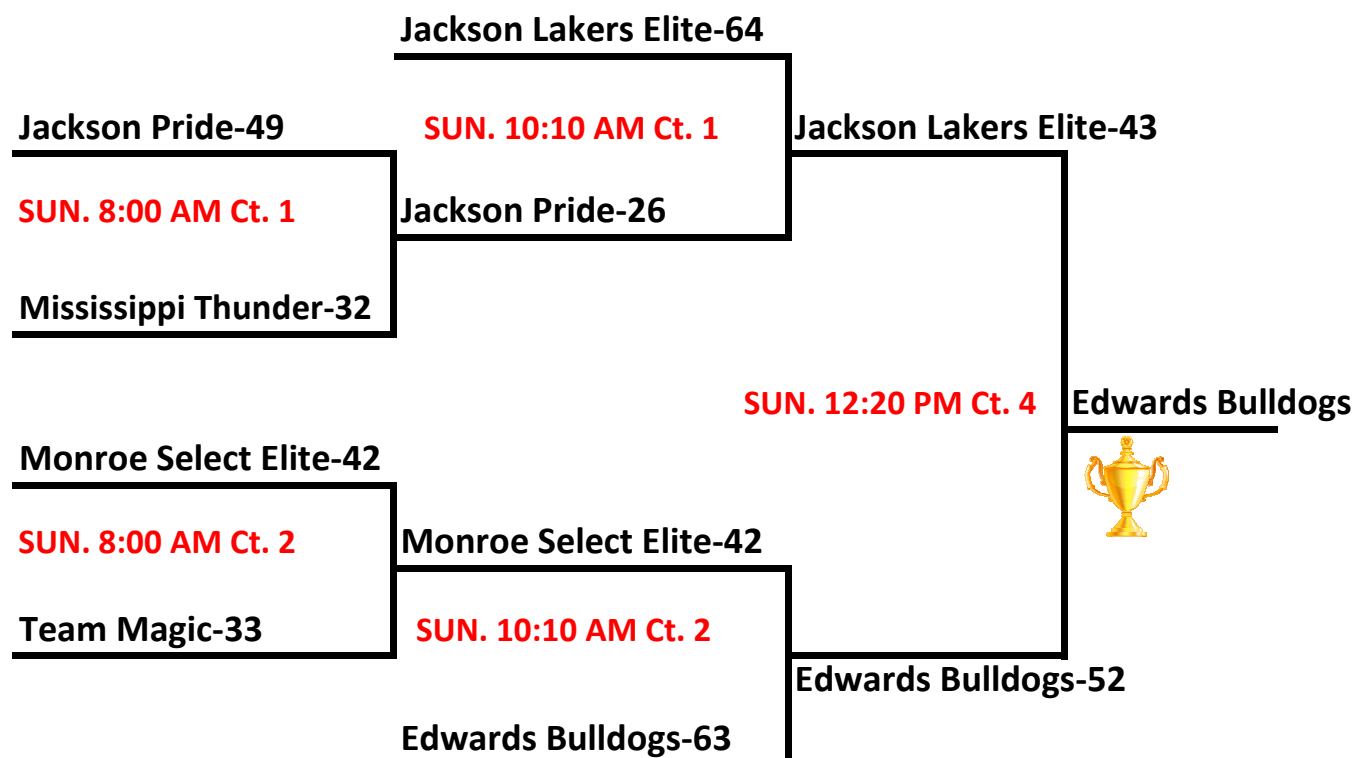 Jackson Lakers Elite-64
Jackson Pride-49
SUN. 10:10 AM Ct. 1
Jackson Lakers Elite-43
SUN. 8:00 AM Ct. 1
Jackson Pride-26
Mississippi Thunder-32
SUN. 12:20 PM Ct. 4
Edwards Bulldogs
Monroe Select Elite-42
SUN. 8:00 AM Ct. 2
Monroe Select Elite-42
Team Magic-33
SUN. 10:10 AM Ct. 2
Edwards Bulldogs-52
Edwards Bulldogs-63